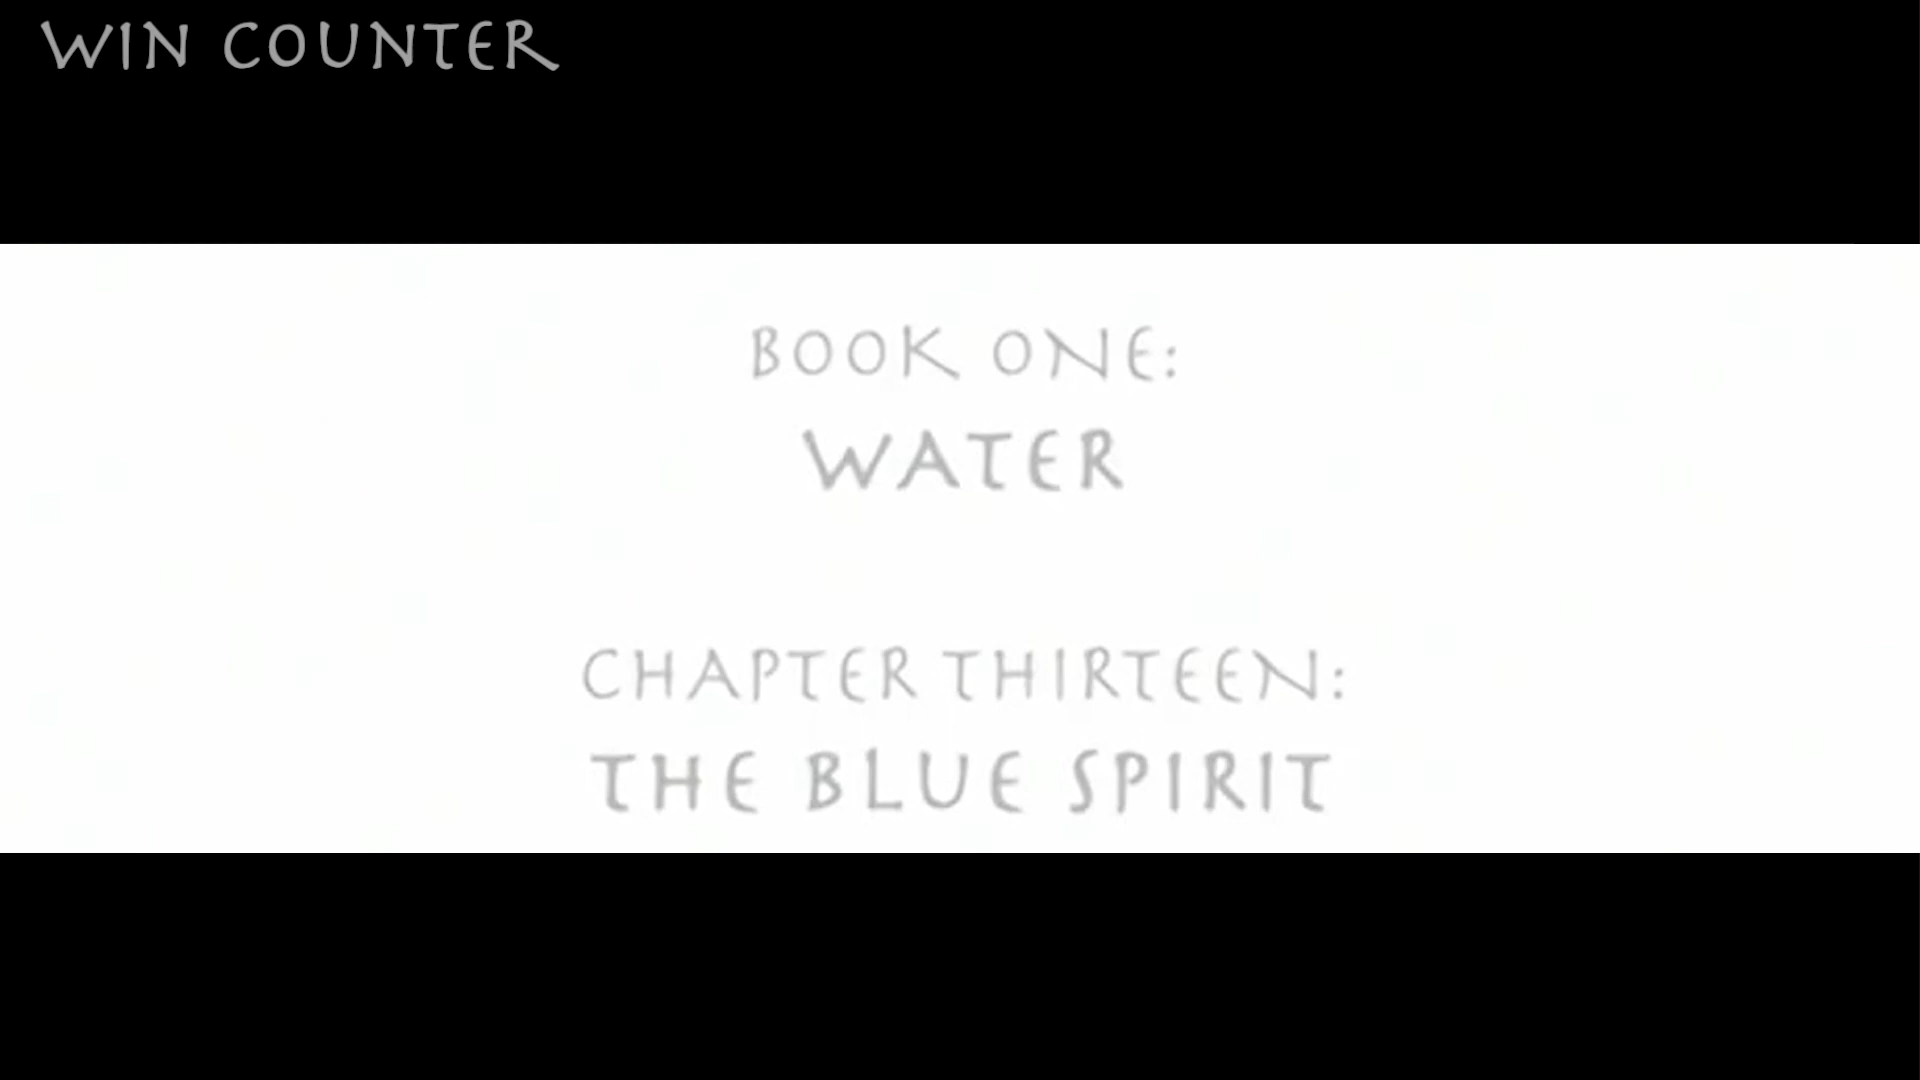 WIN COUNTER
BOOK ONE:
WATER
CHAPTER THIRTEEN:
THE BLUE SPIRIT